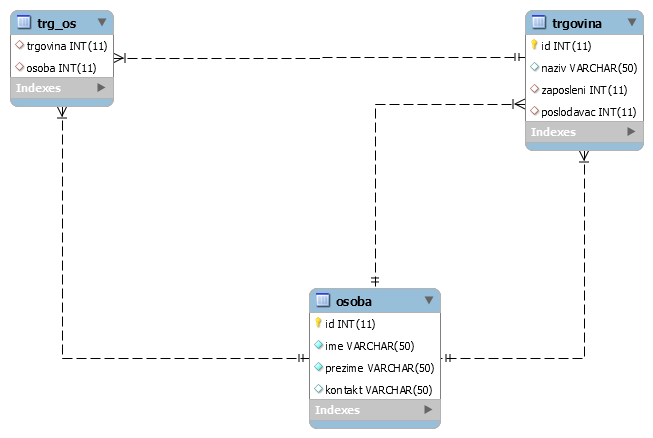 trg_os
trgovina INT(11)
osoba INT(11)
Indexes
trgovina
id INT(11)
naziv VARCHAR(50)
zaposleni INT(11)
poslodavac INT(11)
Indexes
osoba
id INT(11)
ime VARCHAR(50)
prezime VARCHAR(50)
kontakt VARCHAR(50)
Indexes